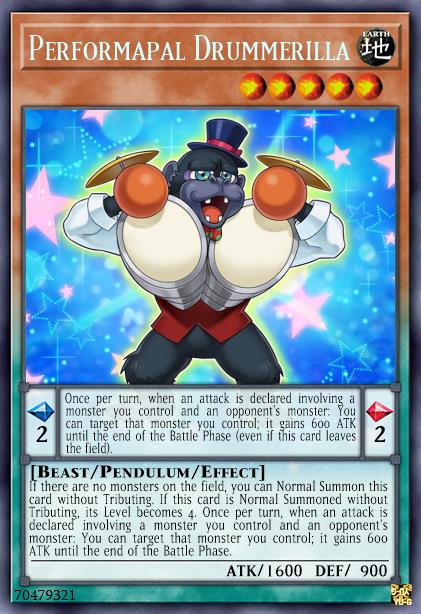 PERFORMAPAL DRUMMERILLA
EARTH
地
Once per turn, when an attack is declared involving a
monster you control and an opponent's monster: You
can target that monster you control; it gains 600 ATK
until the end of the Battle Phase (even if this card leaves
the field).
2
2
[BEAST/PENDULUM/EFFECT]
If there are no monsters on the field, you can Normal Summon this
card without Tributing. If this card is Normal Summoned without
Tributing, its Level becomes 4. Once per turn, when an attack is
declared involving a monster you control and an opponent's
monster: You can target that monster you control; it gains 600
ATK until the end of the Battle Phase.
ATK/1600 DEF/ 900
70479321